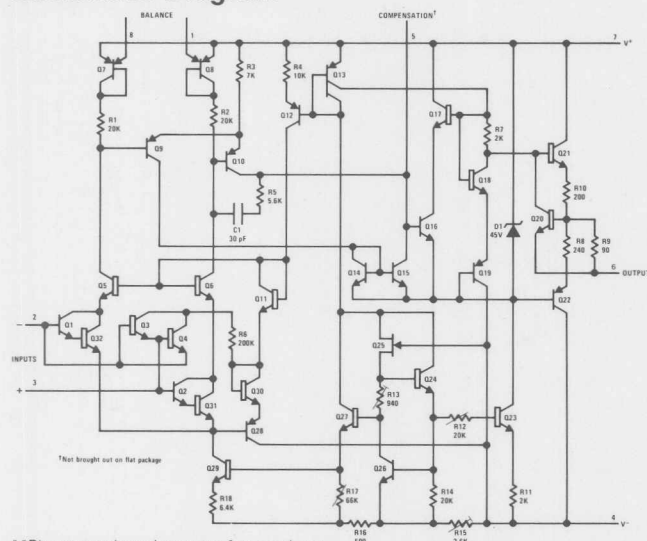 BALANCE
COMPENSATION†
8
1
5
7 V+
Q7
Q8
R3
7K
R4
10K
Q13
Q12
Q17
R7
2K
R1
20K
R2
20K
Q9
Q10
Q18
Q21
R5
5.6K
R10
200
Q20
C1
30 pF
D1
45V
Q16
R8
240
R9
90
6
OUTPUT
Q14
Q15
Q19
Q22
Q5
Q6
Q11
2
Q1
Q3
Q4
Q32
R6
200K
Q25
INPUTS
Q24
3
Q2
Q31
Q30
R13
940
Q27
R12
20K
Q23
Q28
†Not brought out on flat package
Q29
Q26
R18
6.4K
R17
66K
R14
20K
R11
2K
4
V-
R16
R15